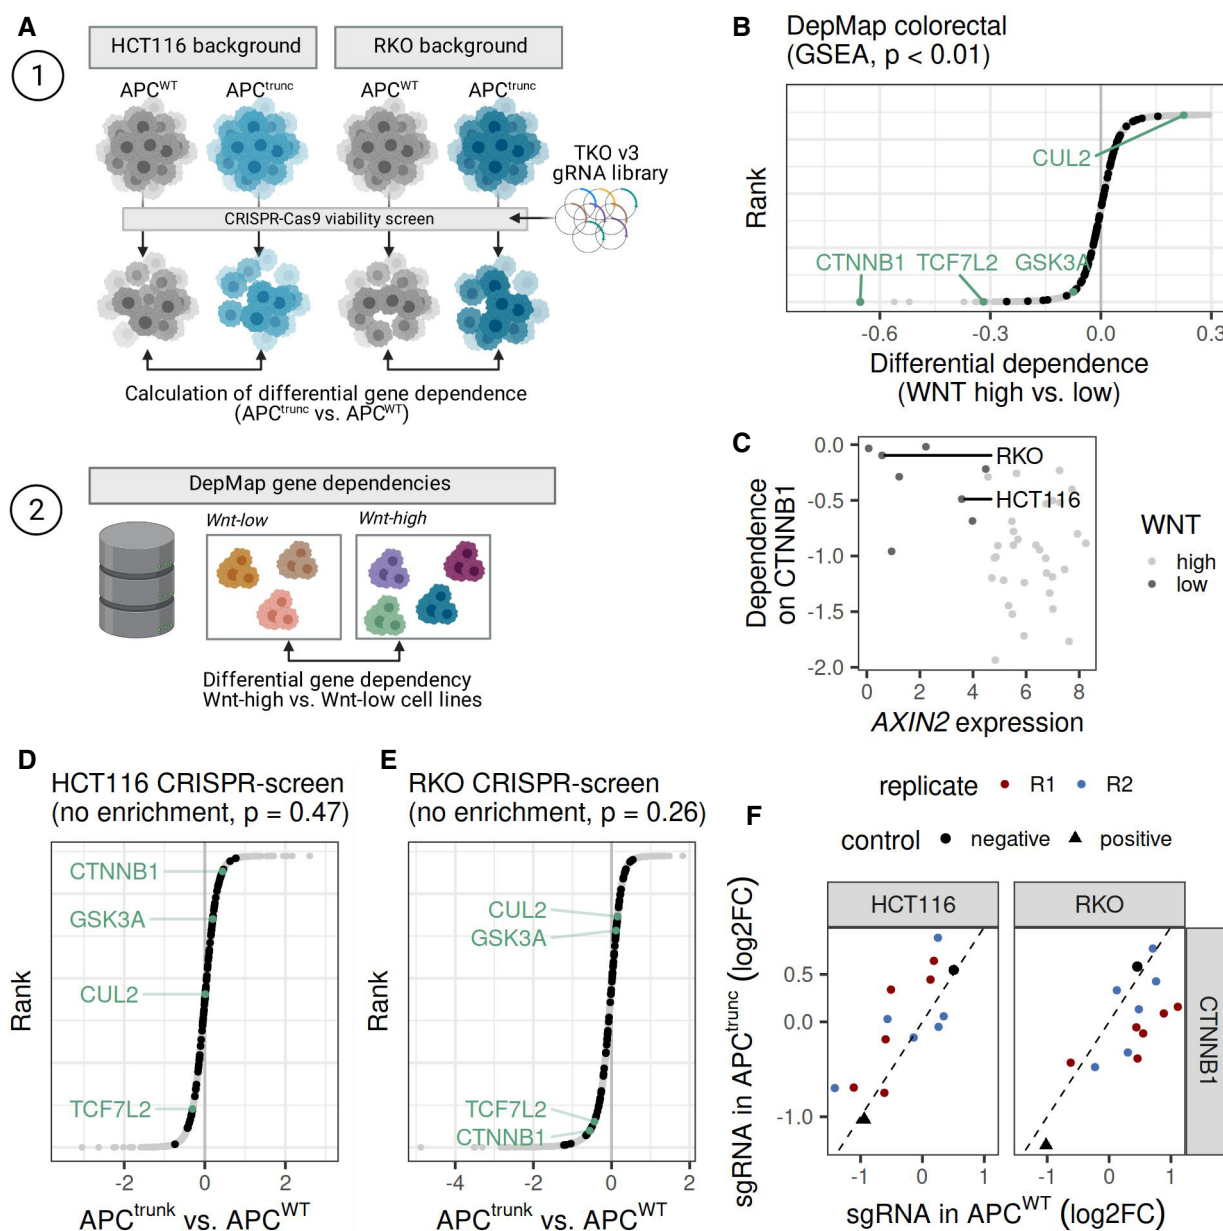 A
1
HCT116 background
RKO background
APCWT
APCtrunc
APCWT
APCtrunc
TKO v3
gRNA library
CRISPR-Cas9 viability screen
Calculation of differential gene dependence
(APCtrunc vs. APCWT)
2
DepMap gene dependencies
Wnt-low
Wnt-high
Differential gene dependency
Wnt-high vs. Wnt-low cell lines
B
DepMap colorectal
(GSEA, p < 0.01)
Rank
CUL2
CTNNB1
TCF7L2
GSK3A
-0.6
-0.3
0.0
0.3
Differential dependence
(WNT high vs. low)
C
Dependence
on CTNNB1
0.0
-0.5
-1.0
-1.5
-2.0
RKO
HCT116
0
2
4
6
8
AXIN2 expression
WNT
high
low
D
HCT116 CRISPR-screen
(no enrichment, p = 0.47)
Rank
CTNNB1
GSK3A
CUL2
TCF7L2
-2
0
2
APCtrunk vs. APCWT
E
RKO CRISPR-screen
(no enrichment, p = 0.26)
Rank
CUL2
GSK3A
TCF7L2
CTNNB1
-4
-2
0
2
APCtrunk vs. APCWT
replicate
R1
R2
F
control
negative
positive
HCT116
RKO
CTNNB1
sgRNA in APCtrunc (log2FC)
0.5
0.0
-1.0
-1
0
1
-1
0
1
sgRNA in APCWT (log2FC)